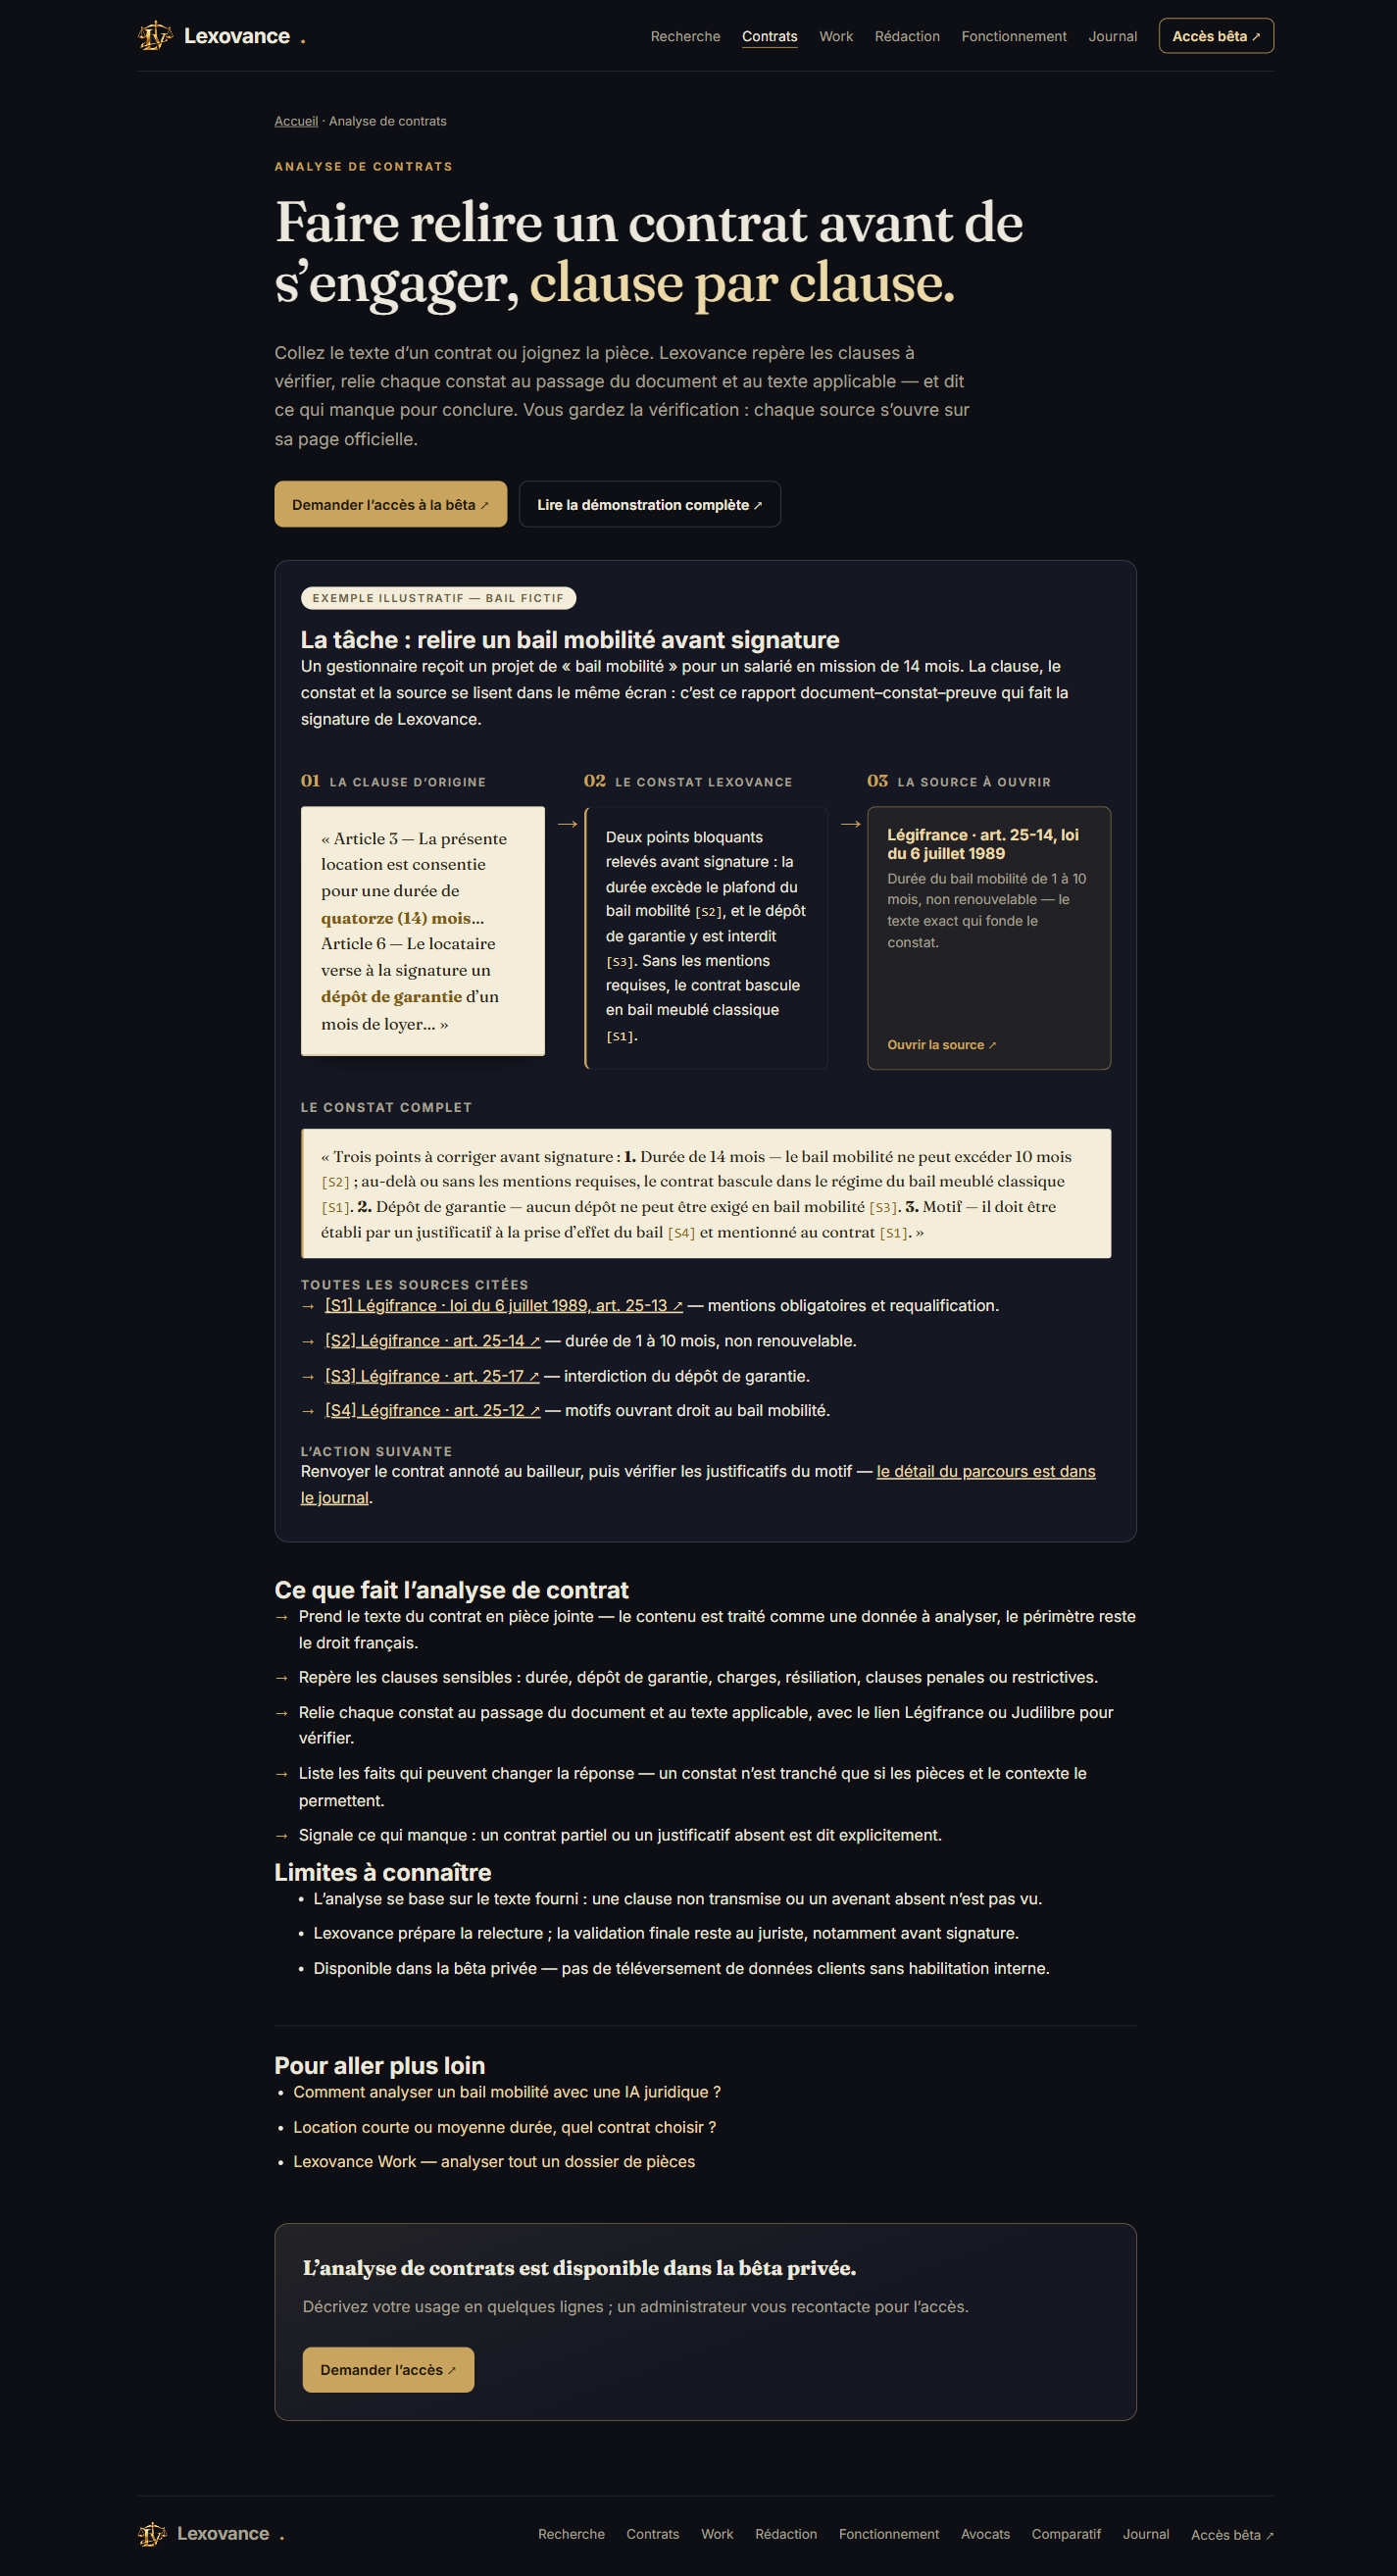 Lexovance .
Recherche Contrats Work Rédaction Fonctionnement Journal Accès bêta ↗
Accueil · Analyse de contrats
ANALYSE DE CONTRATS
Faire relire un contrat avant de
s’engager, clause par clause.
Collez le texte d’un contrat ou joignez la pièce. Lexovance repère les clauses à
vérifier, relie chaque constat au passage du document et au texte applicable — et dit
ce qui manque pour conclure. Vous gardez la vérification : chaque source s’ouvre sur
sa page officielle.
Demander l’accès à la bêta ↗ Lire la démonstration complète ↗
EXEMPLE ILLUSTRATIF — BAIL FICTIF
La tâche : relire un bail mobilité avant signature
Un gestionnaire reçoit un projet de « bail mobilité » pour un salarié en mission de 14 mois. La clause, le
constat et la source se lisent dans le même écran : c’est ce rapport document–constat–preuve qui fait la
signature de Lexovance.
01 LA CLAUSE D’ORIGINE
« Article 3 — La présente
location est consentie
pour une durée de
quatorze (14) mois…
Article 6 — Le locataire
verse à la signature un
dépôt de garantie d’un
mois de loyer… »
→
02 LE CONSTAT LEXOVANCE
Deux points bloquants
relevés avant signature : la
durée excède le plafond du
bail mobilité [S2], et le dépôt
de garantie y est interdit
[S3]. Sans les mentions
requises, le contrat bascule
en bail meublé classique
[S1].
→
03 LA SOURCE À OUVRIR
Légifrance · art. 25-14, loi
du 6 juillet 1989
Durée du bail mobilité de 1 à 10
mois, non renouvelable — le
texte exact qui fonde le
constat.
Ouvrir la source ↗
LE CONSTAT COMPLET
« Trois points à corriger avant signature : 1. Durée de 14 mois — le bail mobilité ne peut excéder 10 mois
[S2] ; au-delà ou sans les mentions requises, le contrat bascule dans le régime du bail meublé classique
[S1]. 2. Dépôt de garantie — aucun dépôt ne peut être exigé en bail mobilité [S3]. 3. Motif — il doit être
établi par un justificatif à la prise d’effet du bail [S4] et mentionné au contrat [S1]. »
TOUTES LES SOURCES CITÉES
→ [S1] Légifrance · loi du 6 juillet 1989, art. 25-13 ↗ — mentions obligatoires et requalification.
→ [S2] Légifrance · art. 25-14 ↗ — durée de 1 à 10 mois, non renouvelable.
→ [S3] Légifrance · art. 25-17 ↗ — interdiction du dépôt de garantie.
→ [S4] Légifrance · art. 25-12 ↗ — motifs ouvrant droit au bail mobilité.
L’ACTION SUIVANTE
Renvoyer le contrat annoté au bailleur, puis vérifier les justificatifs du motif — le détail du parcours est dans
le journal.
Ce que fait l’analyse de contrat
→ Prend le texte du contrat en pièce jointe — le contenu est traité comme une donnée à analyser, le périmètre reste
le droit français.
→ Repère les clauses sensibles : durée, dépôt de garantie, charges, résiliation, clauses penales ou restrictives.
→ Relie chaque constat au passage du document et au texte applicable, avec le lien Légifrance ou Judilibre pour
vérifier.
→ Liste les faits qui peuvent changer la réponse — un constat n’est tranché que si les pièces et le contexte le
permettent.
→ Signale ce qui manque : un contrat partiel ou un justificatif absent est dit explicitement.
Limites à connaître
• L’analyse se base sur le texte fourni : une clause non transmise ou un avenant absent n’est pas vu.
• Lexovance prépare la relecture ; la validation finale reste au juriste, notamment avant signature.
• Disponible dans la bêta privée — pas de téléversement de données clients sans habilitation interne.
Pour aller plus loin
• Comment analyser un bail mobilité avec une IA juridique ?
• Location courte ou moyenne durée, quel contrat choisir ?
• Lexovance Work — analyser tout un dossier de pièces
L’analyse de contrats est disponible dans la bêta privée.
Décrivez votre usage en quelques lignes ; un administrateur vous recontacte pour l’accès.
Demander l’accès ↗
Lexovance .
Recherche Contrats Work Rédaction Fonctionnement Avocats Comparatif Journal Accès bêta ↗